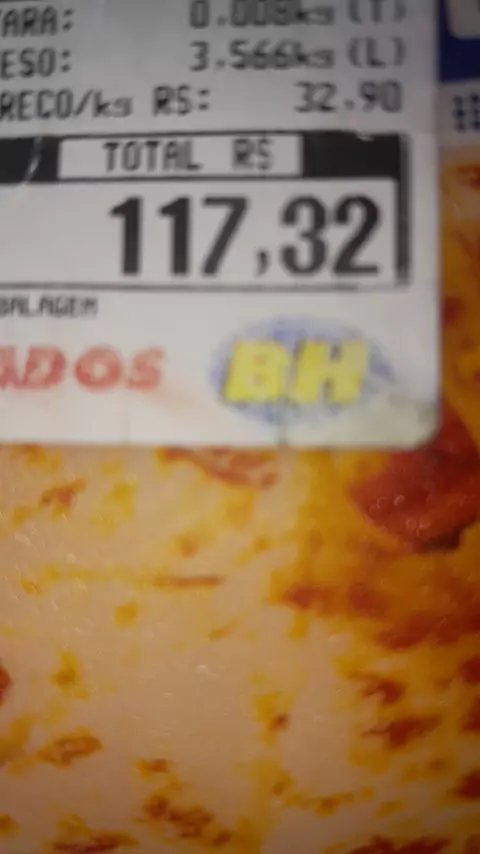 ARA: 0.008kg (T)
ESO: 3.566kg (L)
RECO/kg R$: 32.90
TOTAL R$
117,32
BALAGEM
ADOS BH